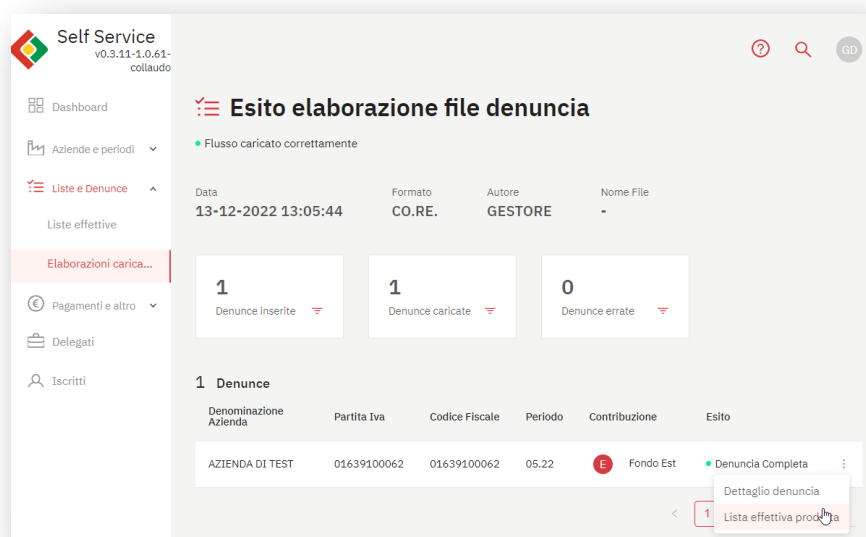 Self Service
v0.3.11-1.0.61-
collaudo
GD
Dashboard
Aziende e periodi
Liste e Denunce
Liste effettive
Elaborazioni carica...
Pagamenti e altro
Delegati
Iscritti
Esito elaborazione file denuncia
Flusso caricato correttamente
Data Formato Autore Nome File
13-12-2022 13:05:44 CO.RE. GESTORE -
1 1 0
Denunce inserite Denunce caricate Denunce errate
1 Denunce
Denominazione
Azienda Partita Iva Codice Fiscale Periodo Contribuzione Esito
AZIENDA DI TEST 01639100062 01639100062 05.22 E Fondo Est Denuncia Completa
Dettaglio denuncia
< 1
Lista effettiva prodotta